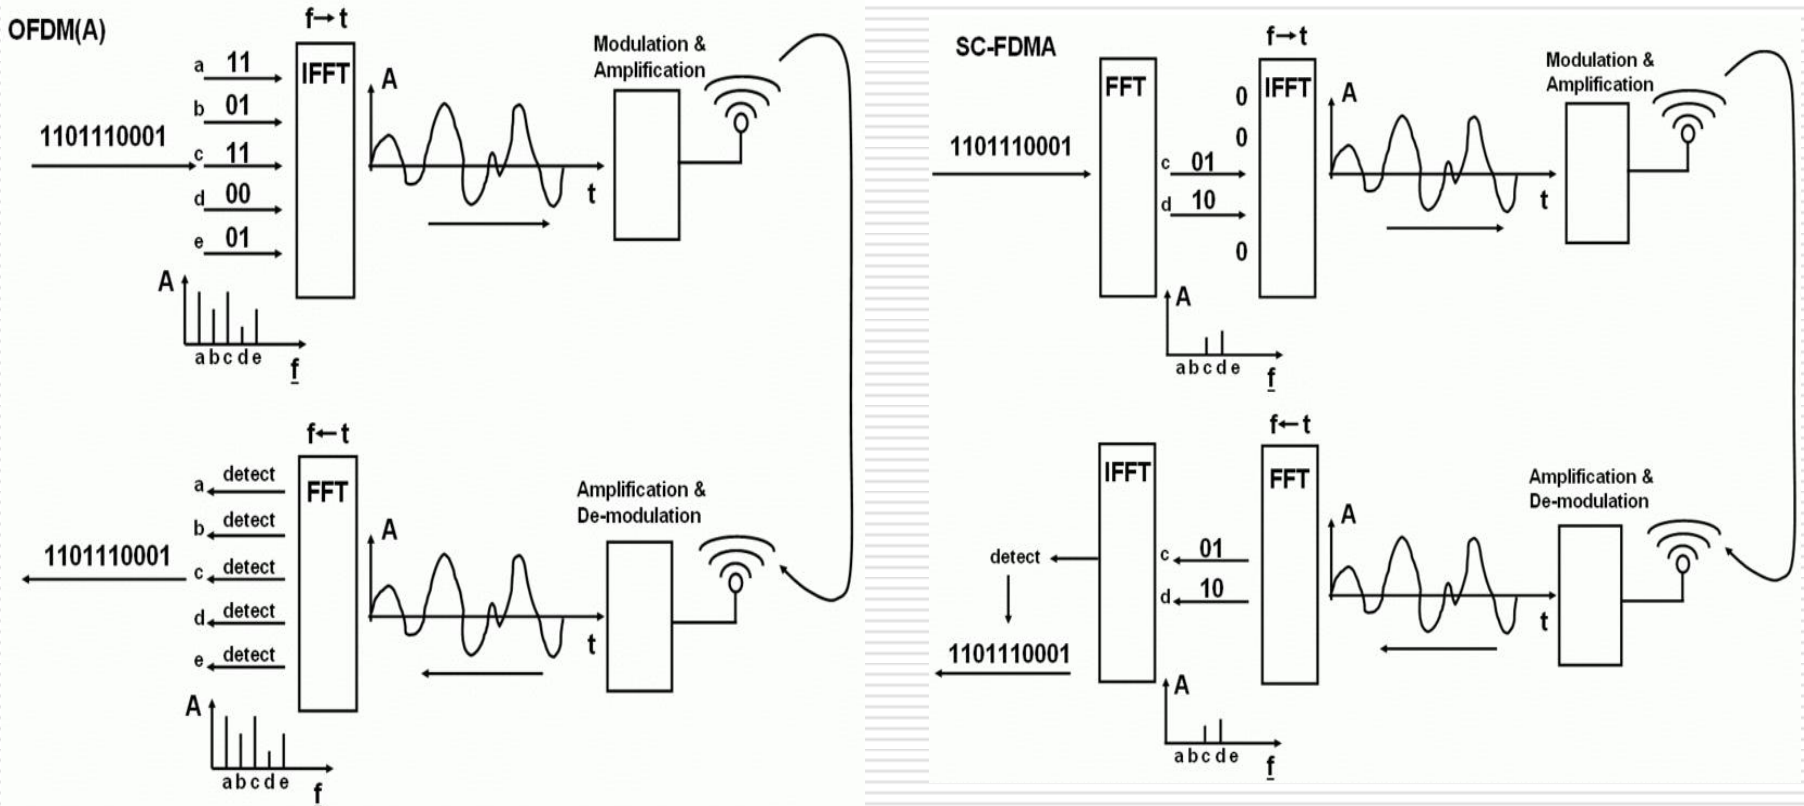 OFDM(A)
f→t
IFFT
a 11
b 01
1101110001
c 11
d 00
e 01
A
a b c d e
f
A
t
Modulation &
Amplification
f←t
FFT
a detect
b detect
1101110001
c detect
d detect
e detect
A
a b c d e
f
A
t
Amplification &
De-modulation
SC-FDMA
FFT
f→t
IFFT
0
0
1101110001
c 01
d 10
0
A
a b c d e
f
A
t
Modulation &
Amplification
IFFT
f←t
FFT
detect
c 01
d 10
1101110001
A
a b c d e
f
A
t
Amplification &
De-modulation